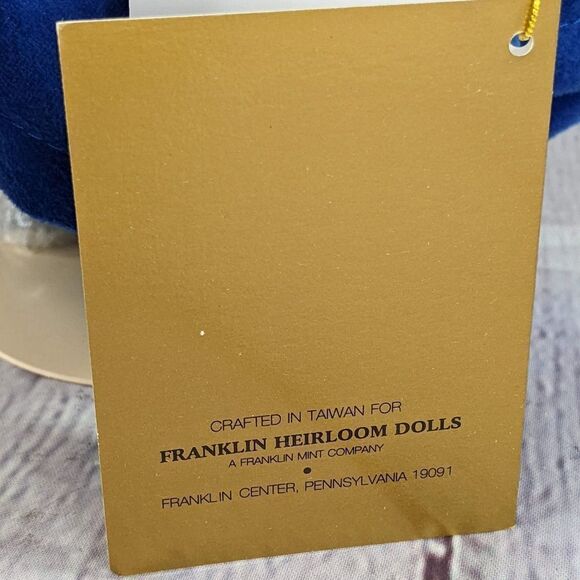 CRAFTED IN TAIWAN FOR
FRANKLIN HEIRLOOM DOLLS
A FRANKLIN MINT COMPANY
•
FRANKLIN CENTER, PENNSYLVANIA 19091